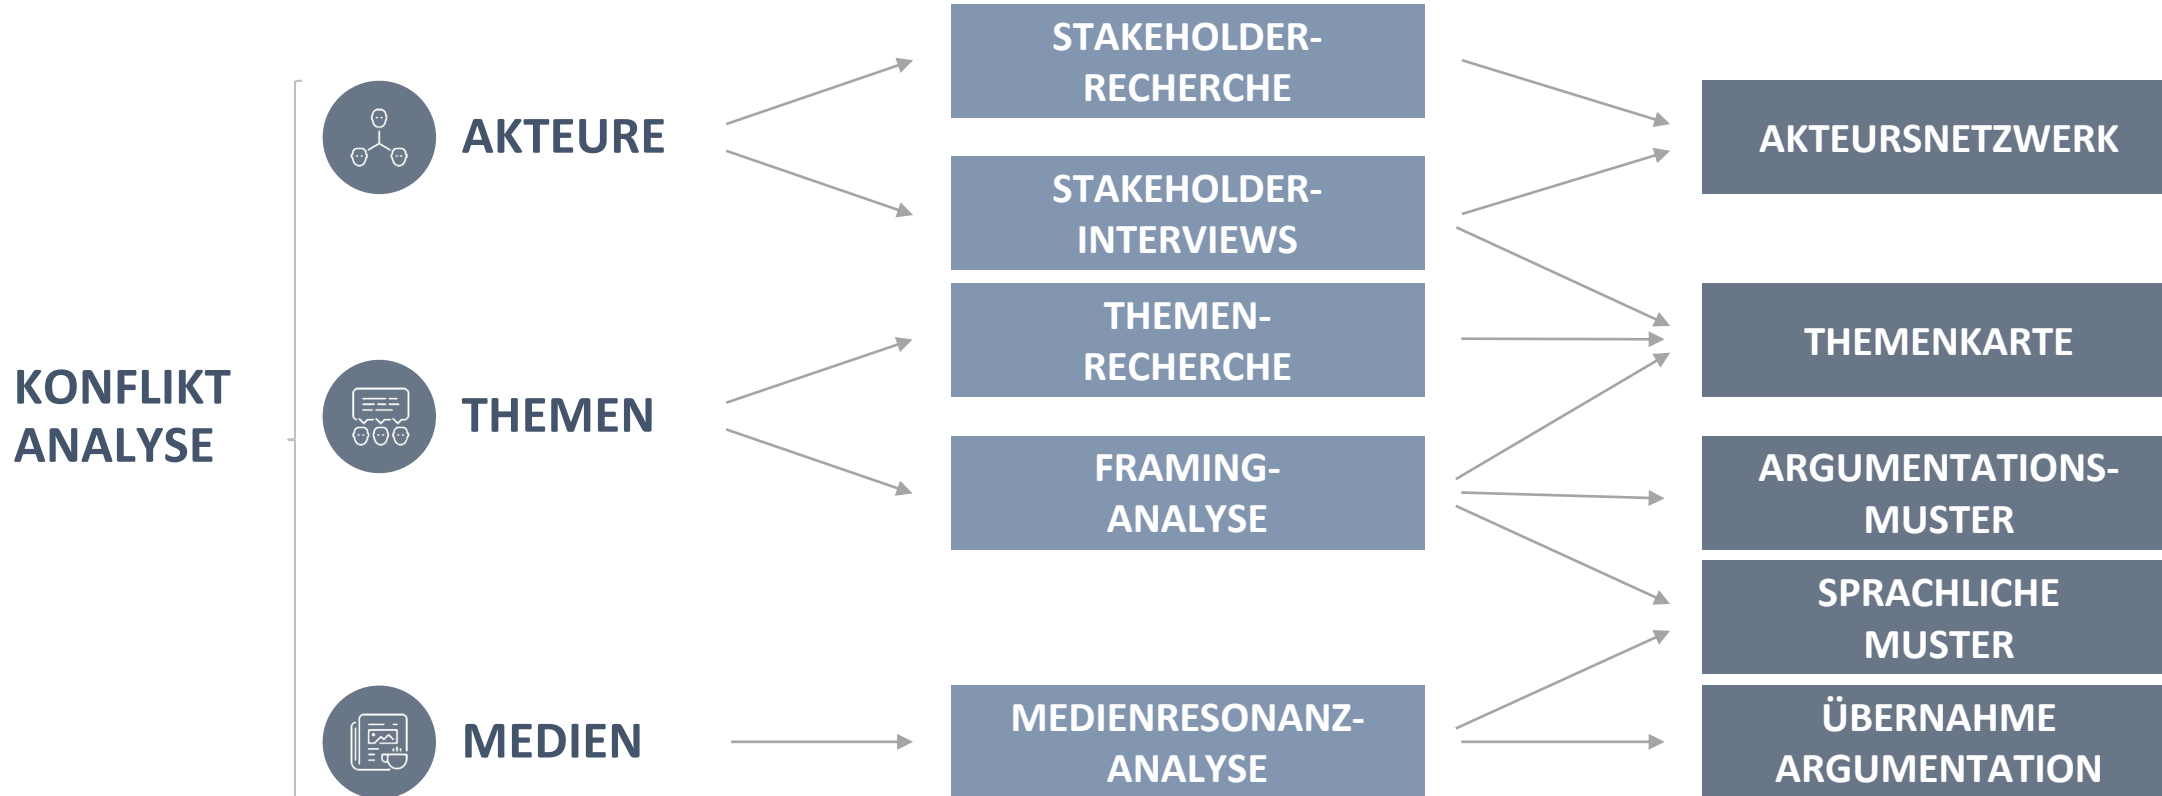 KONFLIKT
ANALYSE
AKTEURE
THEMEN
MEDIEN
STAKEHOLDER-
RECHERCHE
STAKEHOLDER-
INTERVIEWS
THEMEN-
RECHERCHE
FRAMING-
ANALYSE
MEDIENRESONANZ-
ANALYSE
AKTEURSNETZWERK
THEMENKARTE
ARGUMENTATIONS-
MUSTER
SPRACHLICHE
MUSTER
ÜBERNAHME
ARGUMENTATION